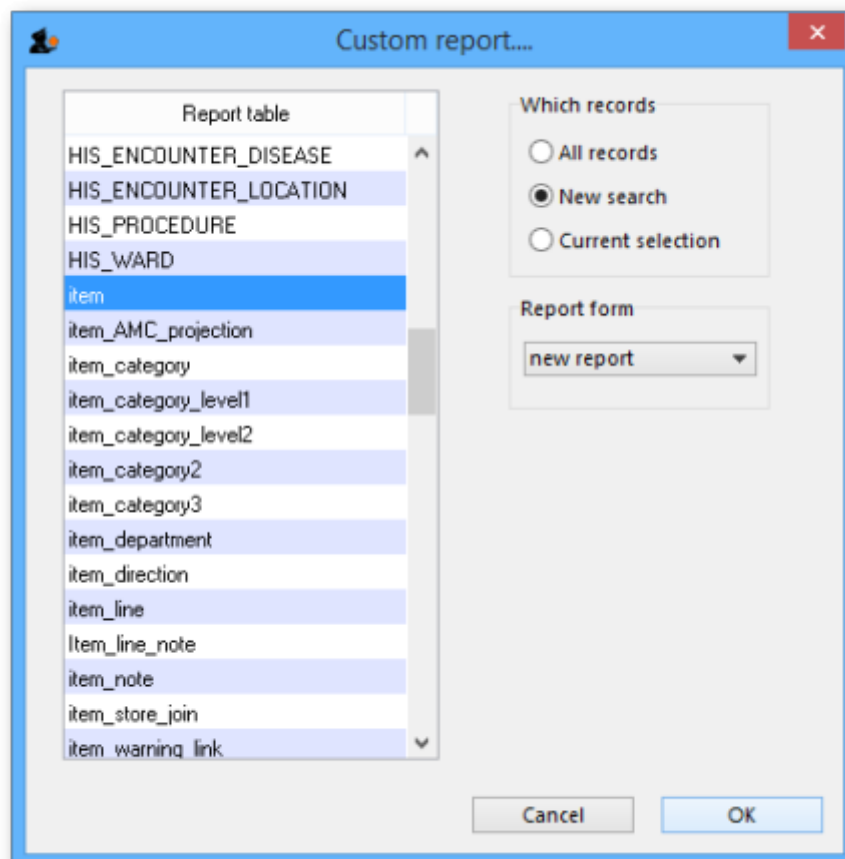 Custom report....
Report table
HIS_ENCOUNTER_DISEASE
HIS_ENCOUNTER_LOCATION
HIS_PROCEDURE
HIS_WARD
item
item_AMC_projection
item_category
item_category_level1
item_category_level2
item_category2
item_category3
item_department
item_direction
item_line
Item_line_note
item_note
item_store_join
item_warning_link
Which records
All records
New search
Current selection
Report form
new report
Cancel
OK